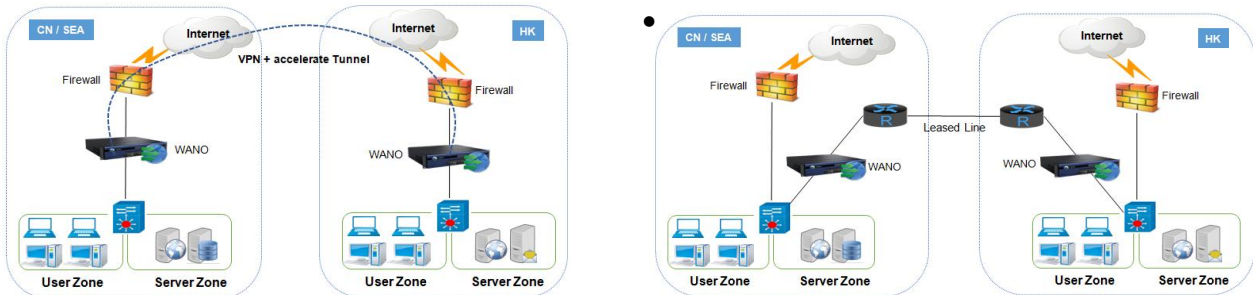 CN / SEA
Internet
Firewall
WANO
User Zone
Server Zone
VPN + accelerate Tunnel
Internet
HK
Firewall
WANO
User Zone
Server Zone
CN / SEA
Internet
Firewall
R
WANO
User Zone
Server Zone
Leased Line
Internet
HK
R
Firewall
WANO
User Zone
Server Zone